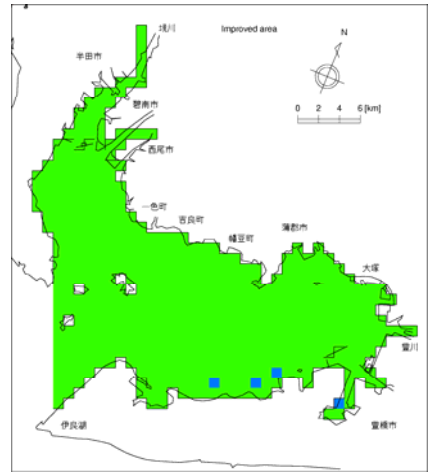 境川
Improved area
N
半田市
0 2 4 6 [km]
碧南市
西尾市
一色町
吉良町
幡豆町
蒲郡市
大塚
豊川
伊良湖
豊橋市